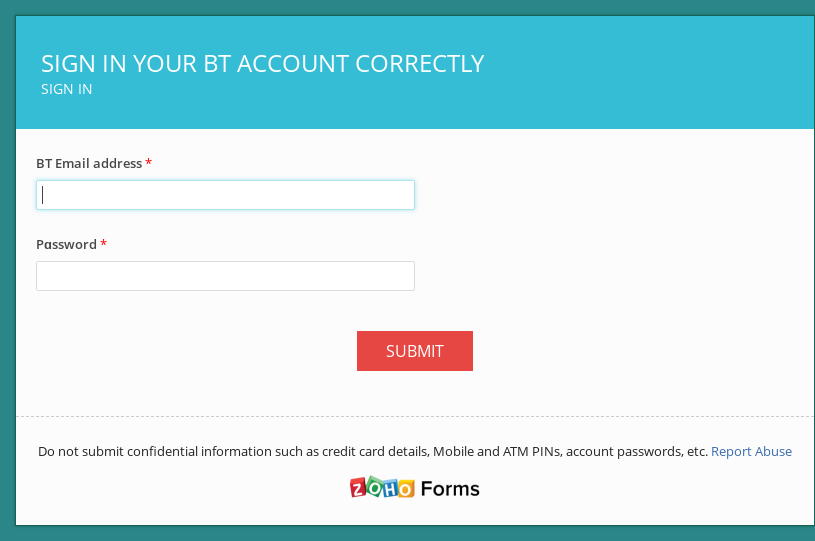 SIGN IN YOUR BT ACCOUNT CORRECTLY
SIGN IN
BT Email address *
Pɑssword *
SUBMIT
Do not submit confidential information such as credit card details, Mobile and ATM PINs, account passwords, etc. Report Abuse
ZOHO Forms